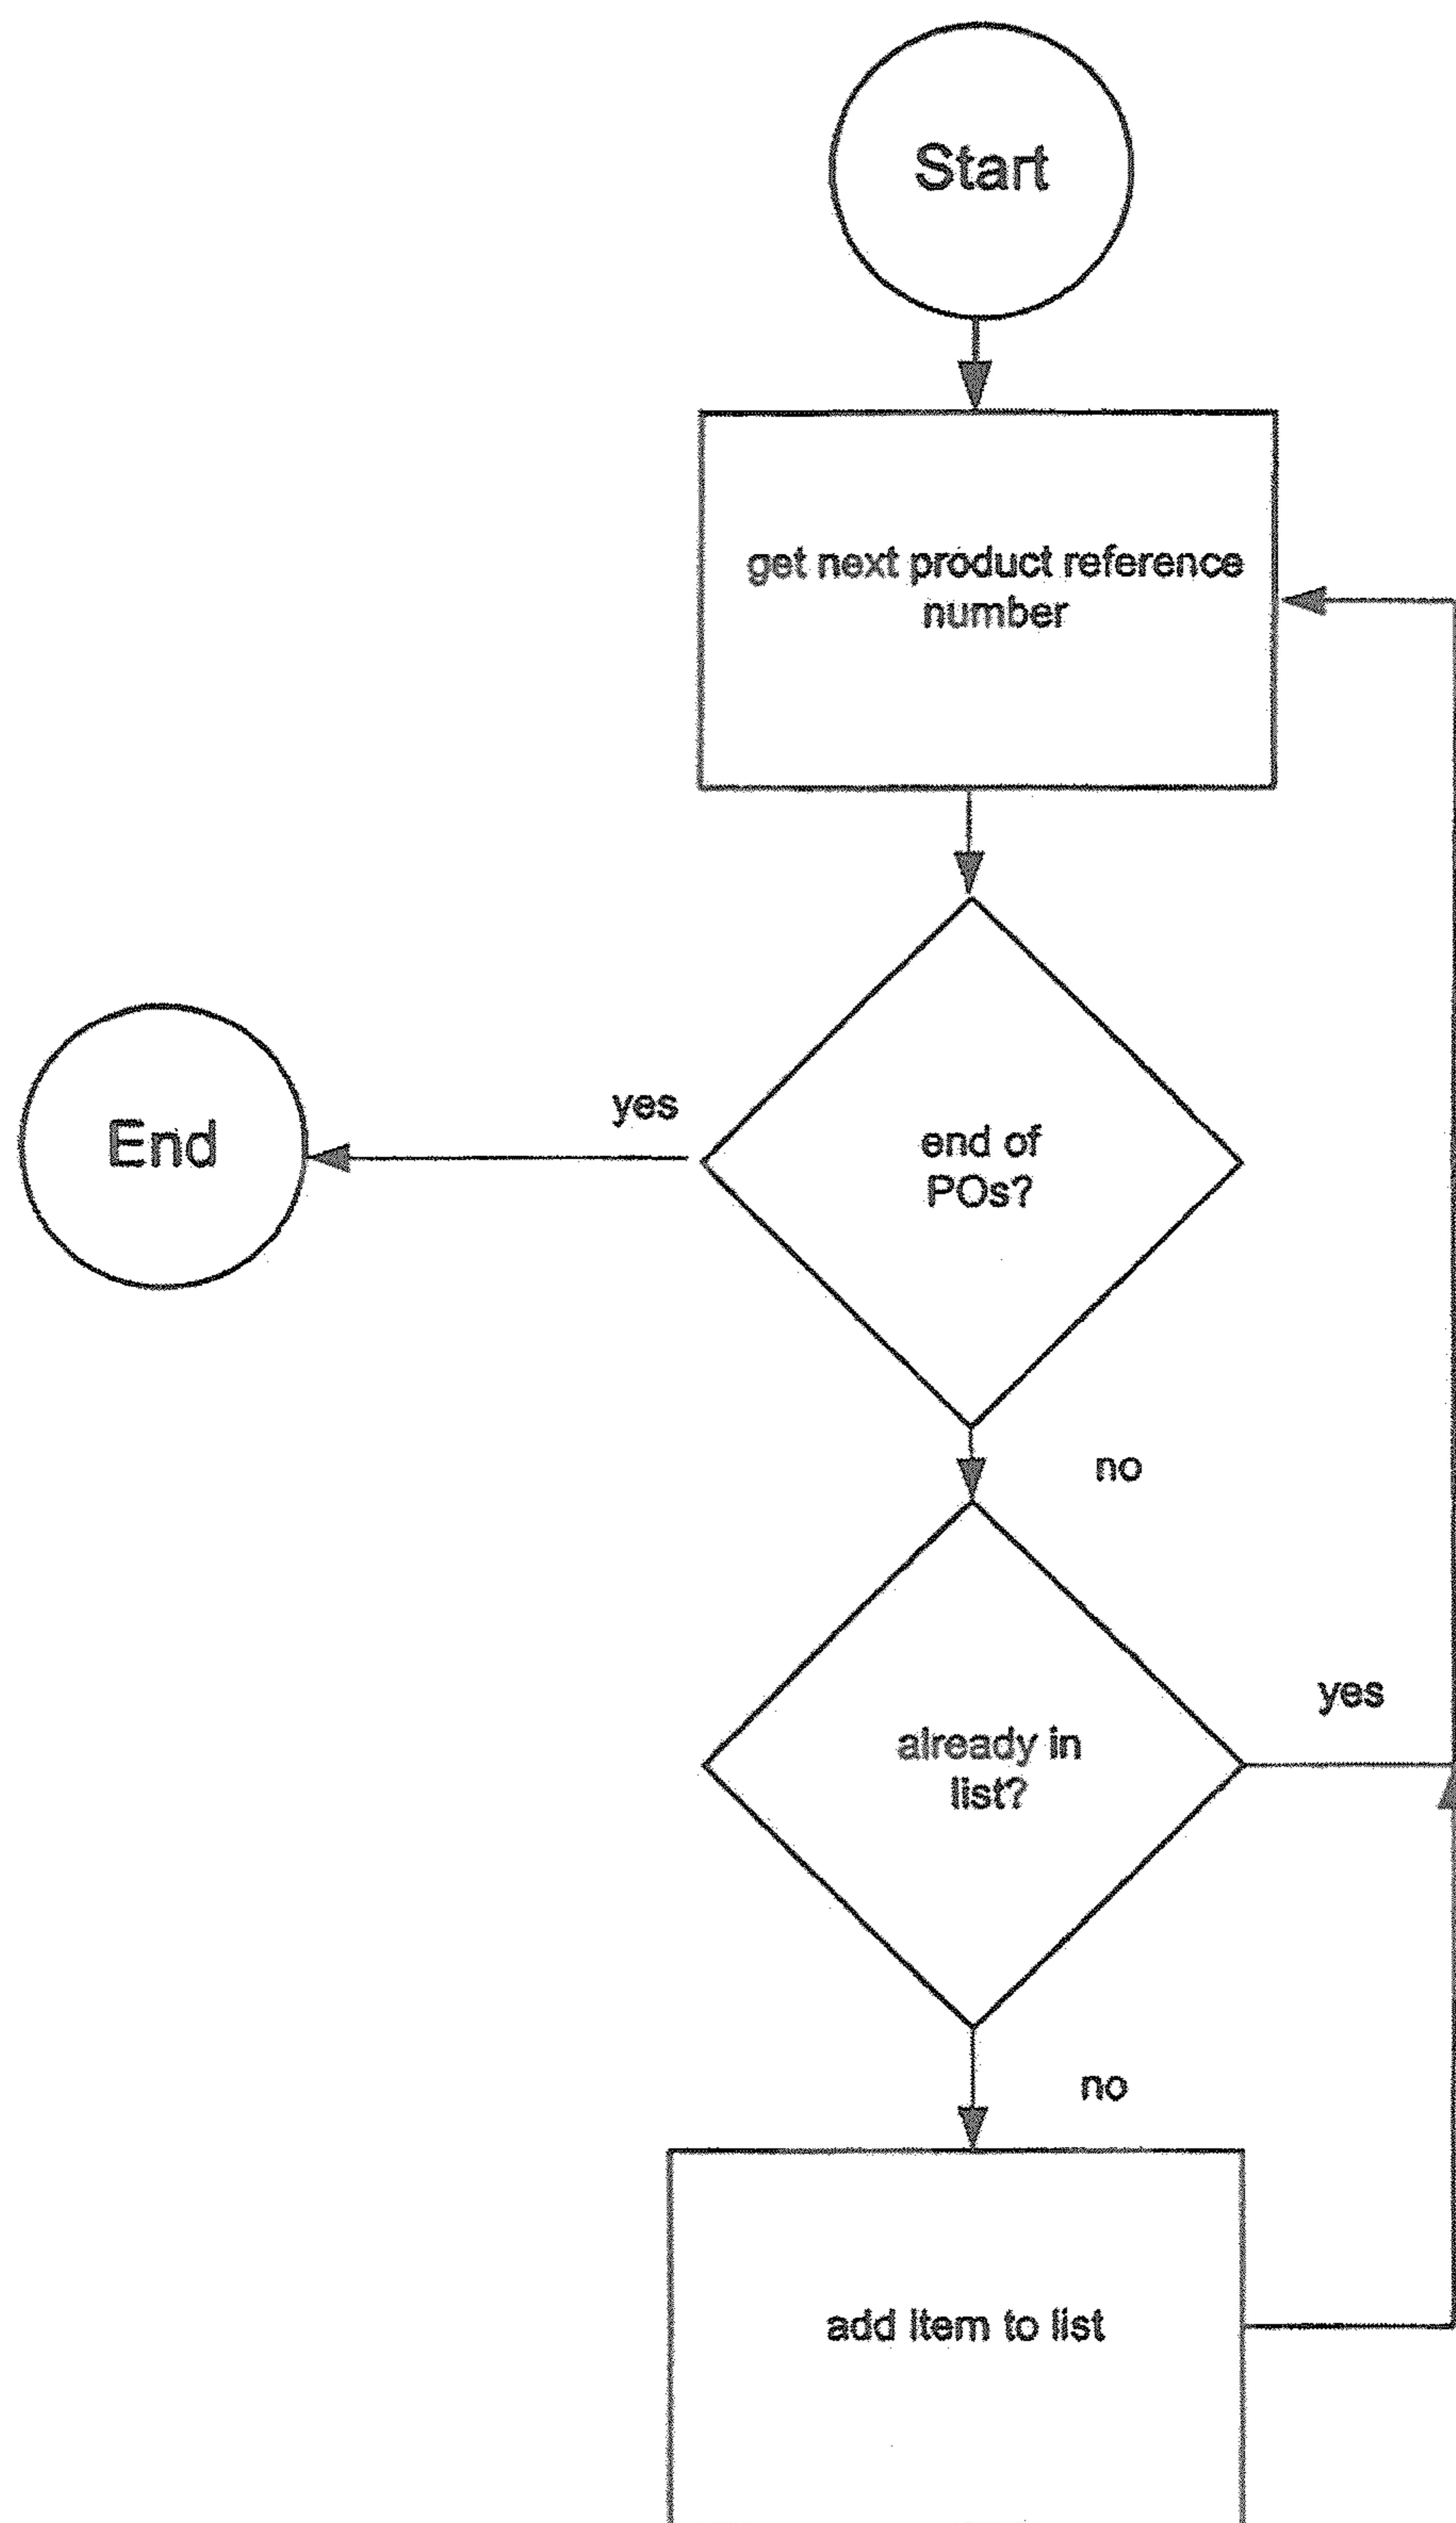 Start
get next product reference
number
yes
End
end of
POs?
no
yes
already in
list?
no
add item to list